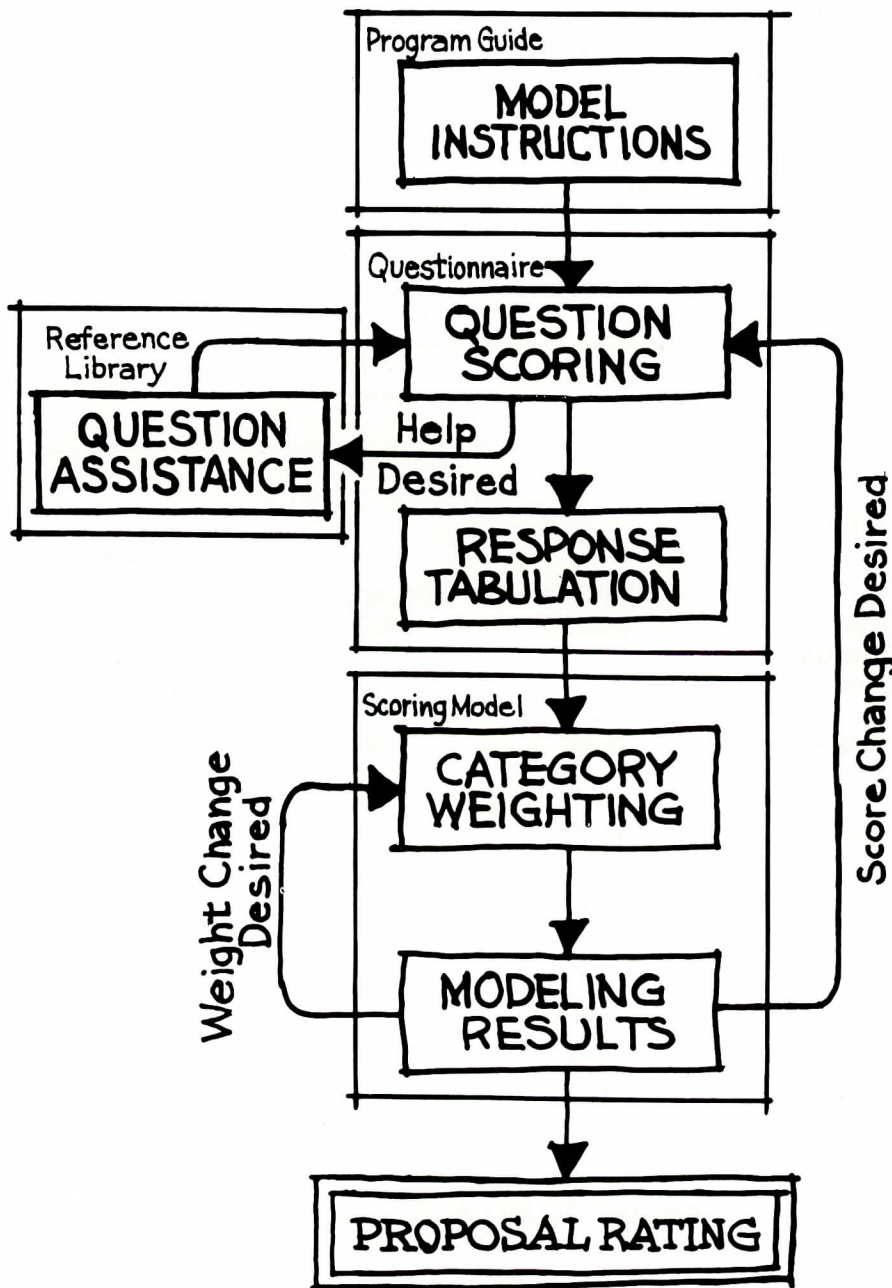 Program Guide
MODEL
INSTRUCTIONS
Questionnaire
QUESTION
SCORING
Reference
Library
QUESTION
ASSISTANCE
Help
Desired
RESPONSE
TABULATION
Scoring Model
CATEGORY
WEIGHTING
Weight Change
Desired
Score Change Desired
MODELING
RESULTS
PROPOSAL RATING